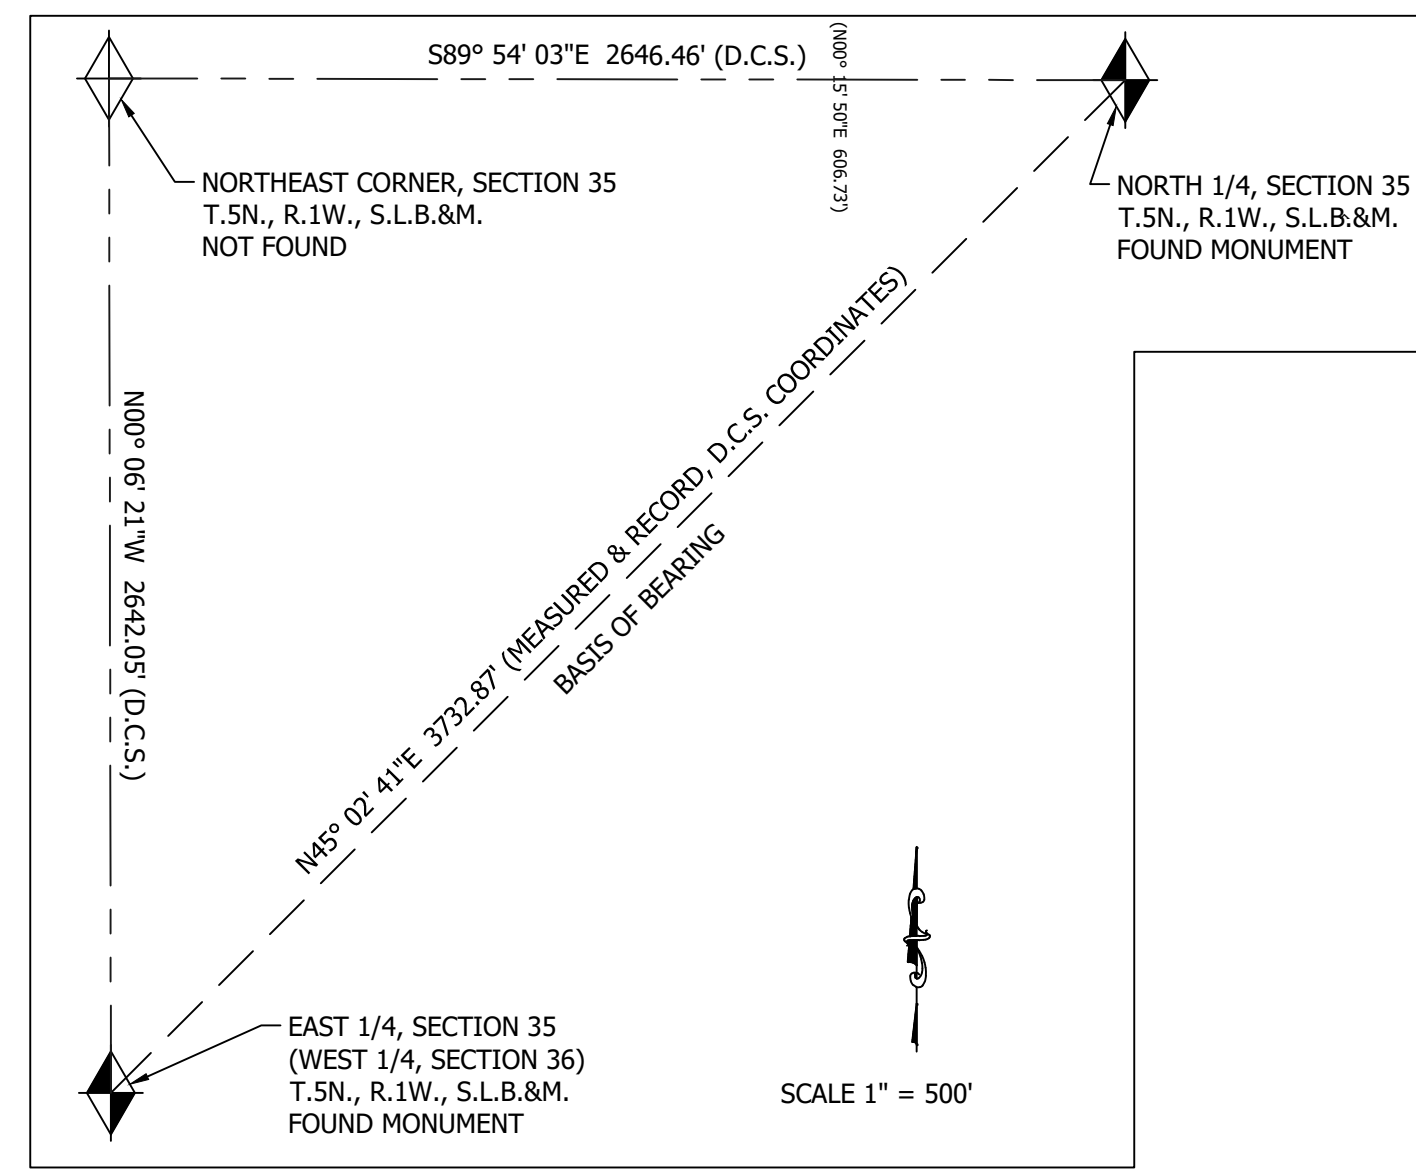 S89° 54' 03"E 2646.46' (D.C.S.)
(N00° 15' 50"E 606.73')
NORTHEAST CORNER, SECTION 35
T.5N., R.1W., S.L.B.&M.
NOT FOUND
NORTH 1/4, SECTION 35
T.5N., R.1W., S.L.B.&M.
FOUND MONUMENT
N00° 06' 21"W 2642.05' (D.C.S.)
N45° 02' 41"E 3732.87' (MEASURED & RECORD, D.C.S. COORDINATES)
BASIS OF BEARING
EAST 1/4, SECTION 35
(WEST 1/4, SECTION 36)
T.5N., R.1W., S.L.B.&M.
FOUND MONUMENT
SCALE 1" = 500'